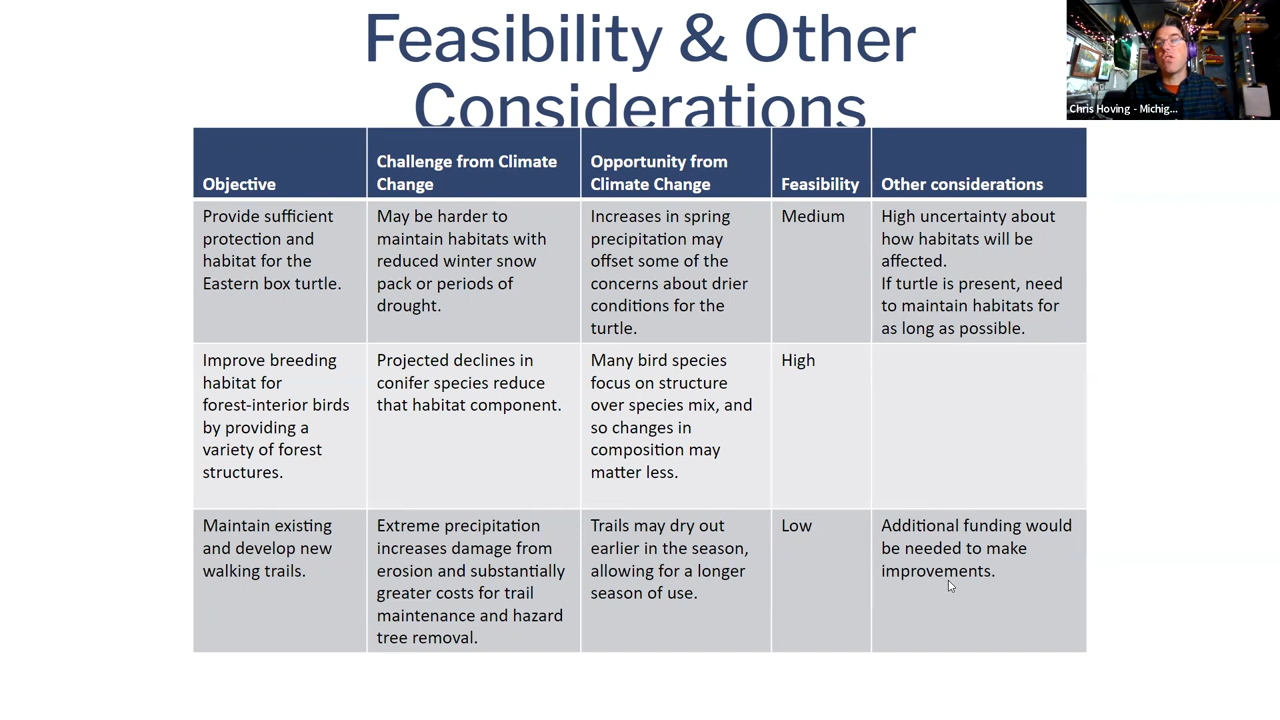 Feasibility & Other
Considerations
Chris Hoving - Michig...
Objective
Challenge from Climate
Change
Opportunity from
Climate Change
Feasibility
Other considerations
Provide sufficient
protection and
habitat for the
Eastern box turtle.
May be harder to
maintain habitats with
reduced winter snow
pack or periods of
drought.
Increases in spring
precipitation may
offset some of the
concerns about drier
conditions for the
turtle.
Medium
High uncertainty about
how habitats will be
affected.
If turtle is present, need
to maintain habitats for
as long as possible.
Improve breeding
habitat for
forest-interior birds
by providing a
variety of forest
structures.
Projected declines in
conifer species reduce
that habitat component.
Many bird species
focus on structure
over species mix, and
so changes in
composition may
matter less.
High
Maintain existing
and develop new
walking trails.
Extreme precipitation
increases damage from
erosion and substantially
greater costs for trail
maintenance and hazard
tree removal.
Trails may dry out
earlier in the season,
allowing for a longer
season of use.
Low
Additional funding would
be needed to make
improvements.